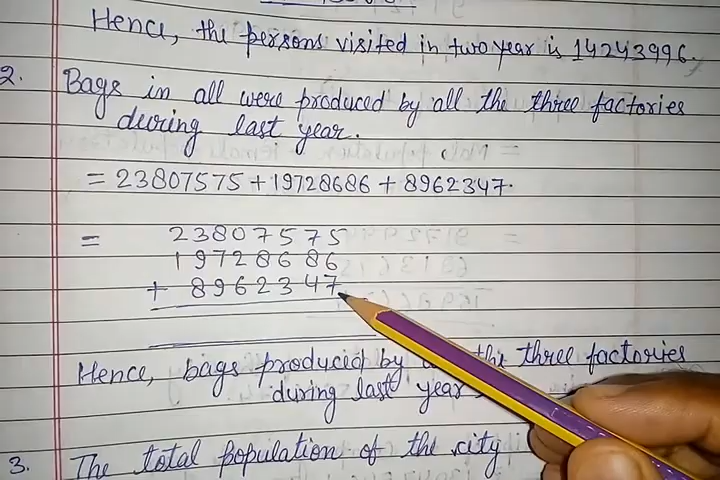 Hence, the persons visited in two year is 14243996.
2. Bags in all were produced by all the three factories
during last year.
= 23807575 + 19728686 + 8962347.
= 23807575
19728686
+ 8962347
Hence, bags produced by the three factories
during last year
3. The total population of the city